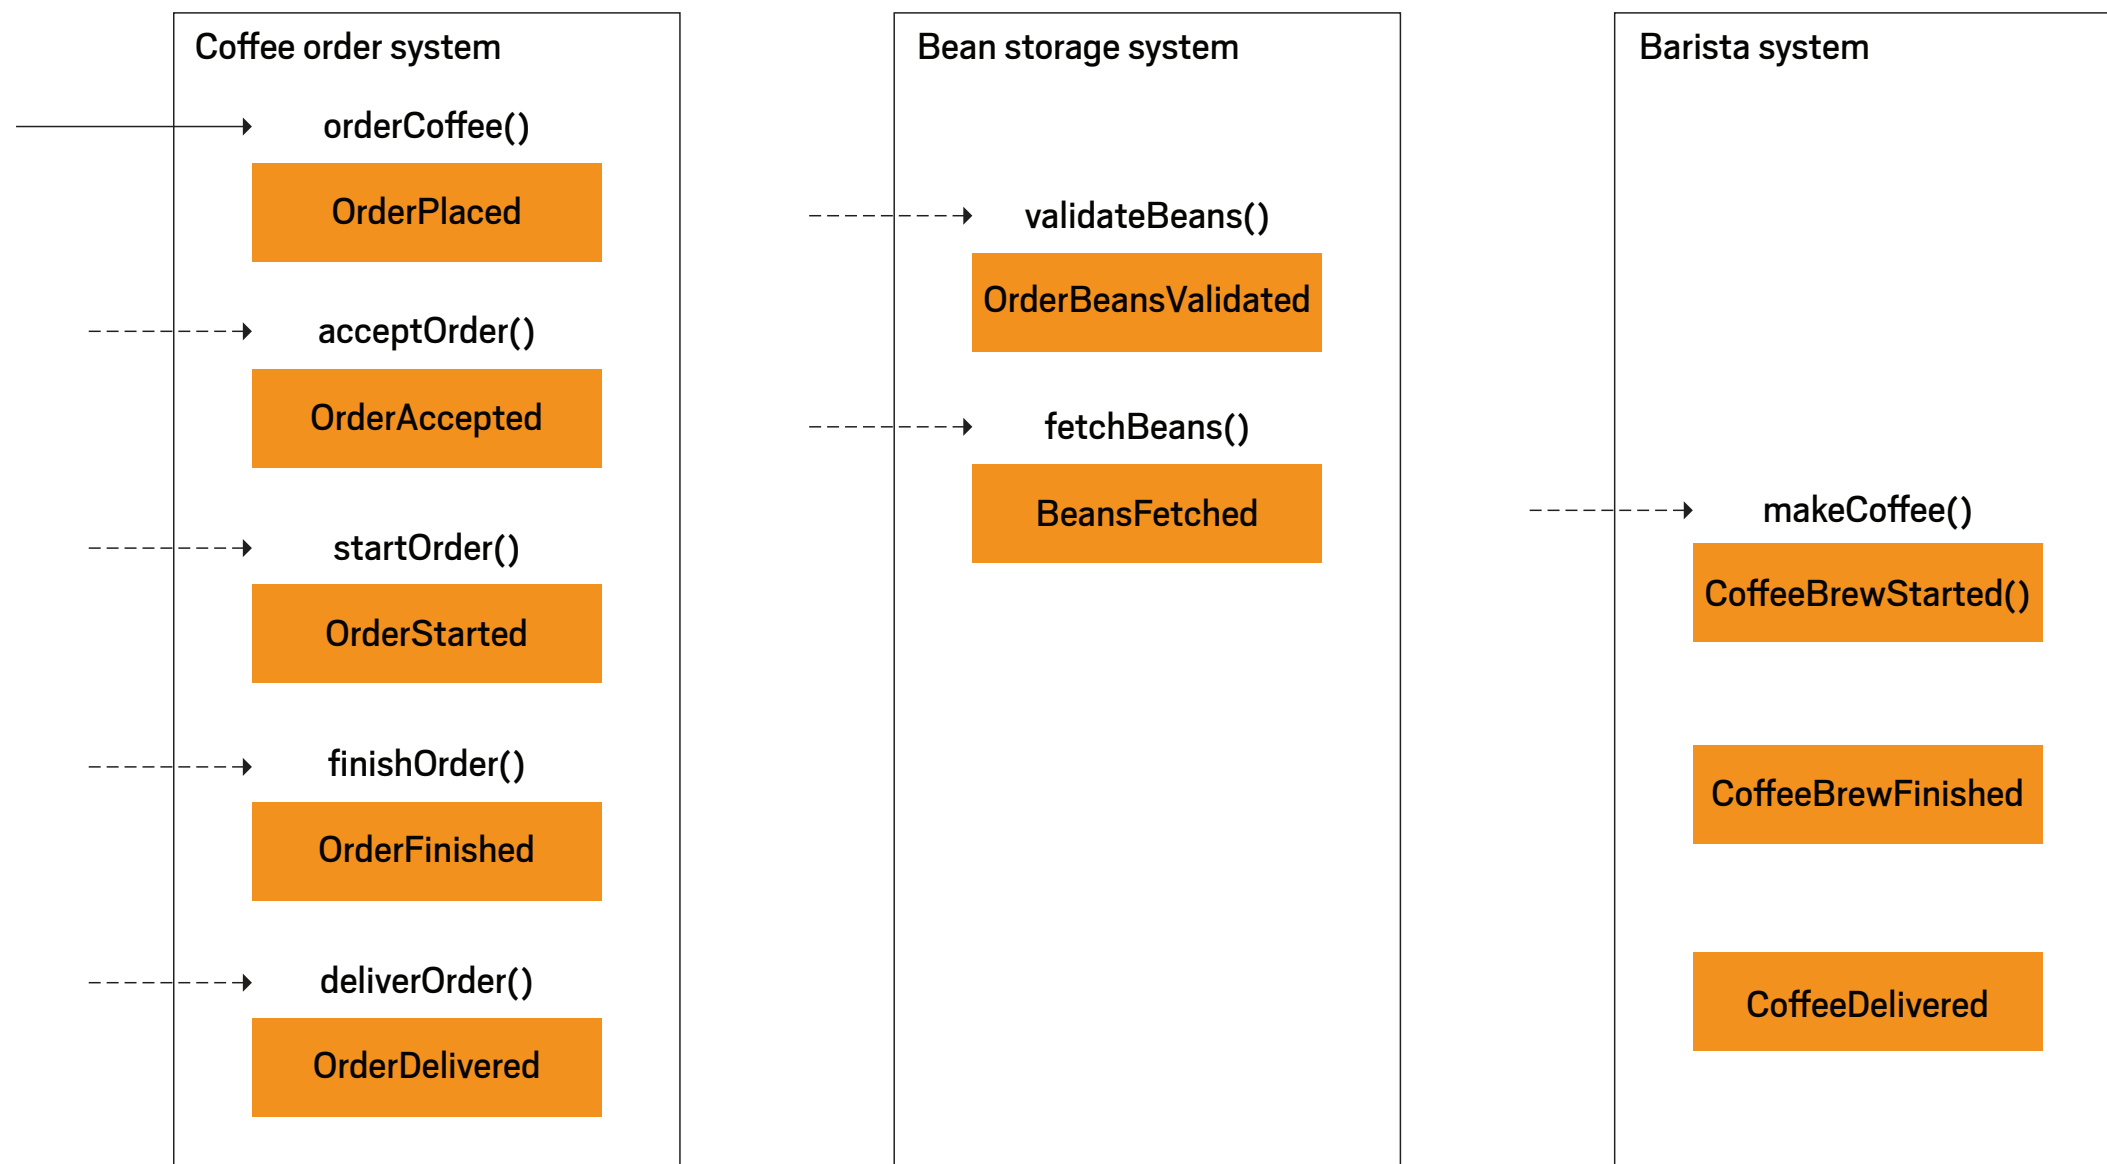 Coffee order system
orderCoffee()
OrderPlaced
acceptOrder()
OrderAccepted
startOrder()
OrderStarted
finishOrder()
OrderFinished
deliverOrder()
OrderDelivered
Bean storage system
validateBeans()
OrderBeansValidated
fetchBeans()
BeansFetched
Barista system
makeCoffee()
CoffeeBrewStarted()
CoffeeBrewFinished
CoffeeDelivered